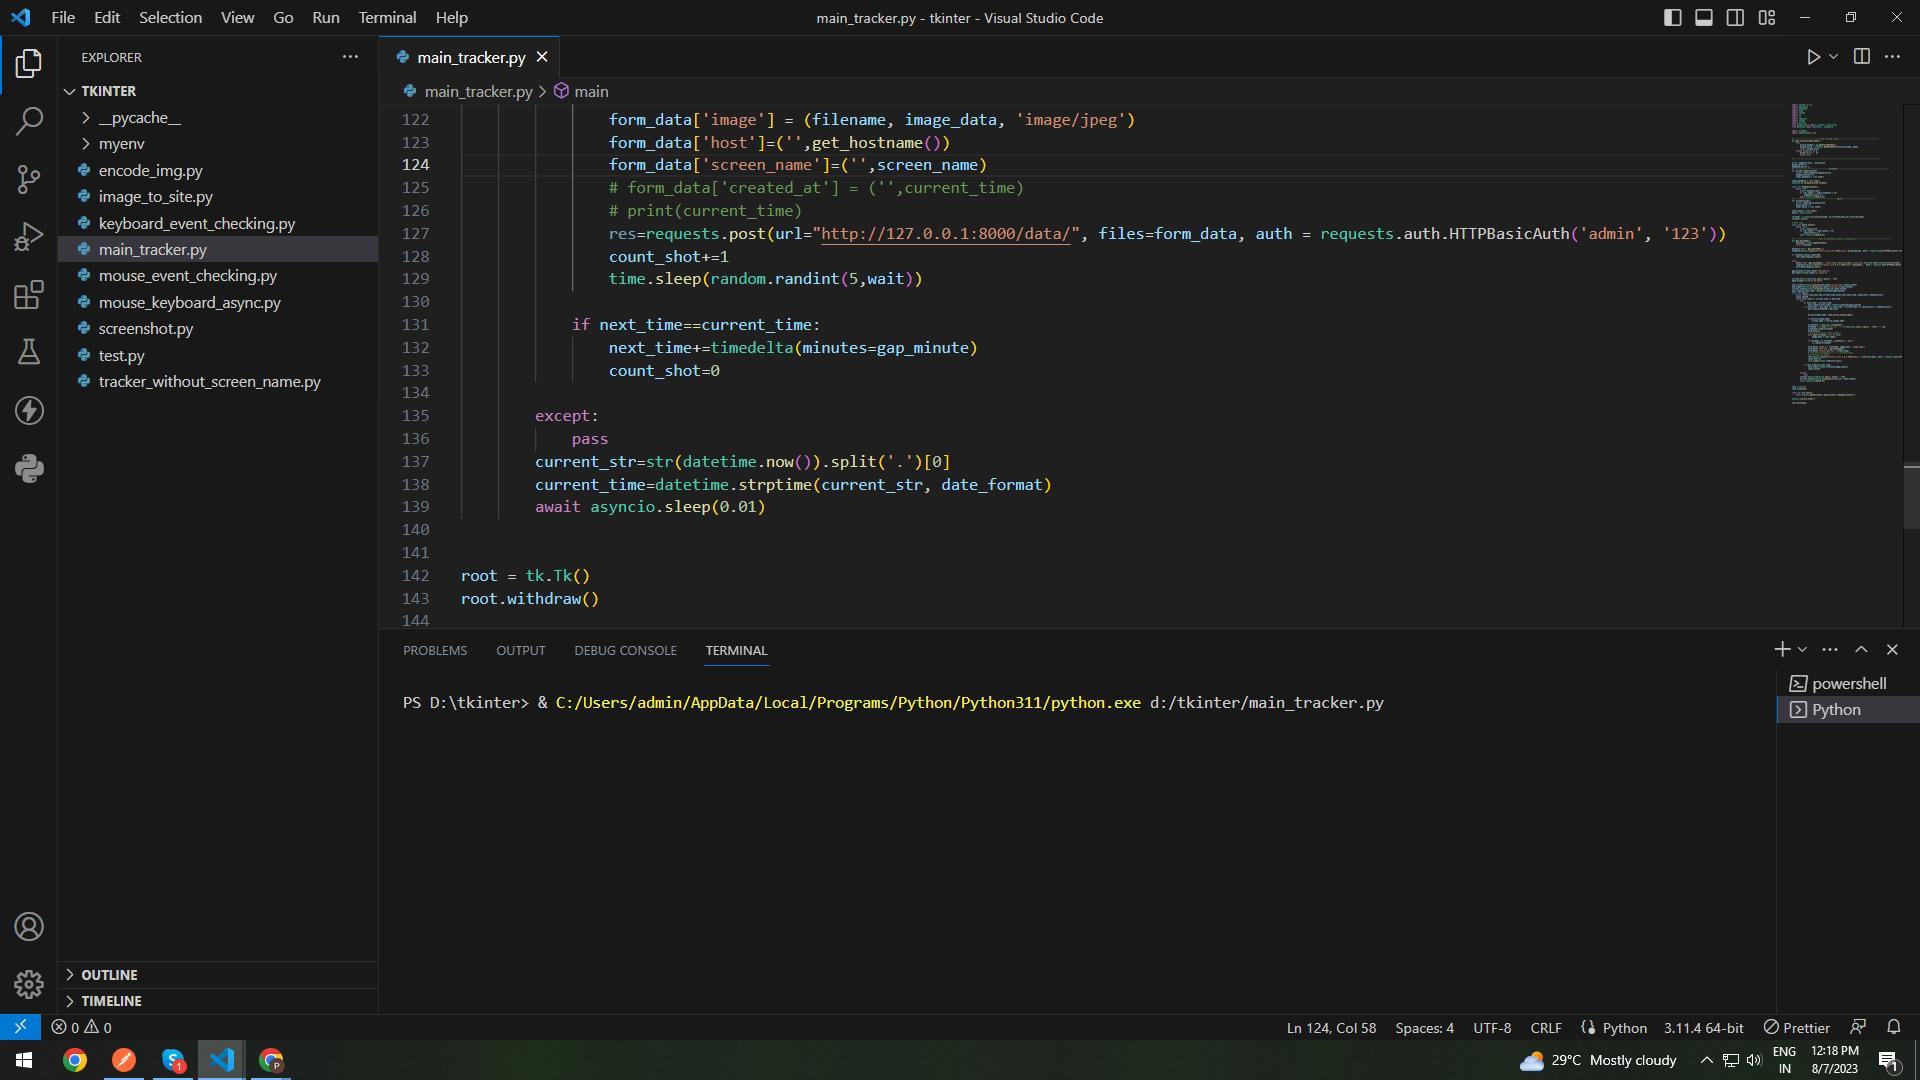 File Edit Selection View Go Run Terminal Help
main_tracker.py - tkinter - Visual Studio Code
EXPLORER
TKINTER
__pycache__
myenv
encode_img.py
image_to_site.py
keyboard_event_checking.py
main_tracker.py
mouse_event_checking.py
mouse_keyboard_async.py
screenshot.py
test.py
tracker_without_screen_name.py
OUTLINE
TIMELINE
main_tracker.py
main_tracker.py > main
122 form_data['image'] = (filename, image_data, 'image/jpeg')
123 form_data['host']=('',get_hostname())
124 form_data['screen_name']=('',screen_name)
125 # form_data['created_at'] = ('',current_time)
126 # print(current_time)
127 res=requests.post(url="http://127.0.0.1:8000/data/", files=form_data, auth = requests.auth.HTTPBasicAuth('admin', '123'))
128 count_shot+=1
129 time.sleep(random.randint(5,wait))
130
131 if next_time==current_time:
132 next_time+=timedelta(minutes=gap_minute)
133 count_shot=0
134
135 except:
136 pass
137 current_str=str(datetime.now()).split('.')[0]
138 current_time=datetime.strptime(current_str, date_format)
139 await asyncio.sleep(0.01)
140
141
142 root = tk.Tk()
143 root.withdraw()
144
PROBLEMS OUTPUT DEBUG CONSOLE TERMINAL
PS D:\tkinter> & C:/Users/admin/AppData/Local/Programs/Python/Python311/python.exe d:/tkinter/main_tracker.py
powershell
Python
0 0
Ln 124, Col 58 Spaces: 4 UTF-8 CRLF Python 3.11.4 64-bit Prettier
29°C Mostly cloudy
ENG
IN
12:18 PM
8/7/2023
1